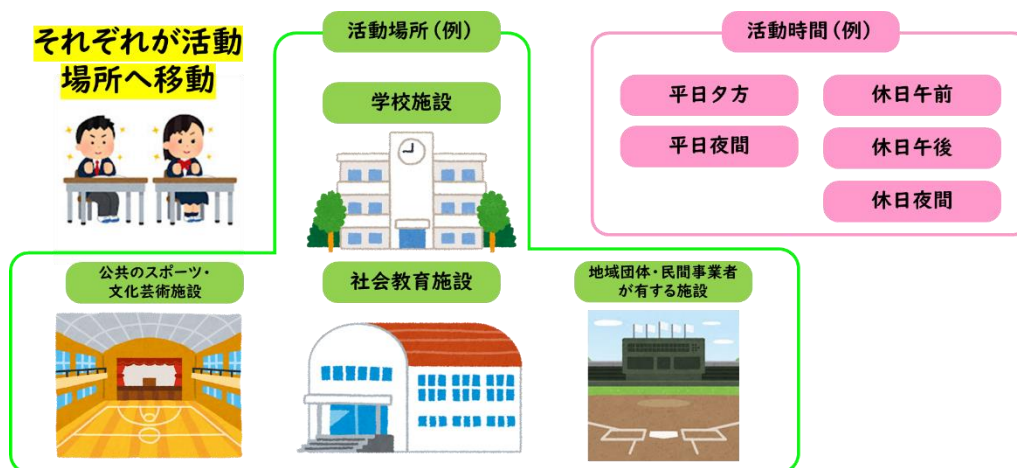 それぞれが活動
場所へ移動
活動場所（例）
学校施設
公共のスポーツ・
文化芸術施設
社会教育施設
地域団体・民間事業者
が有する施設
活動時間（例）
平日夕方
休日午前
平日夜間
休日午後
休日夜間